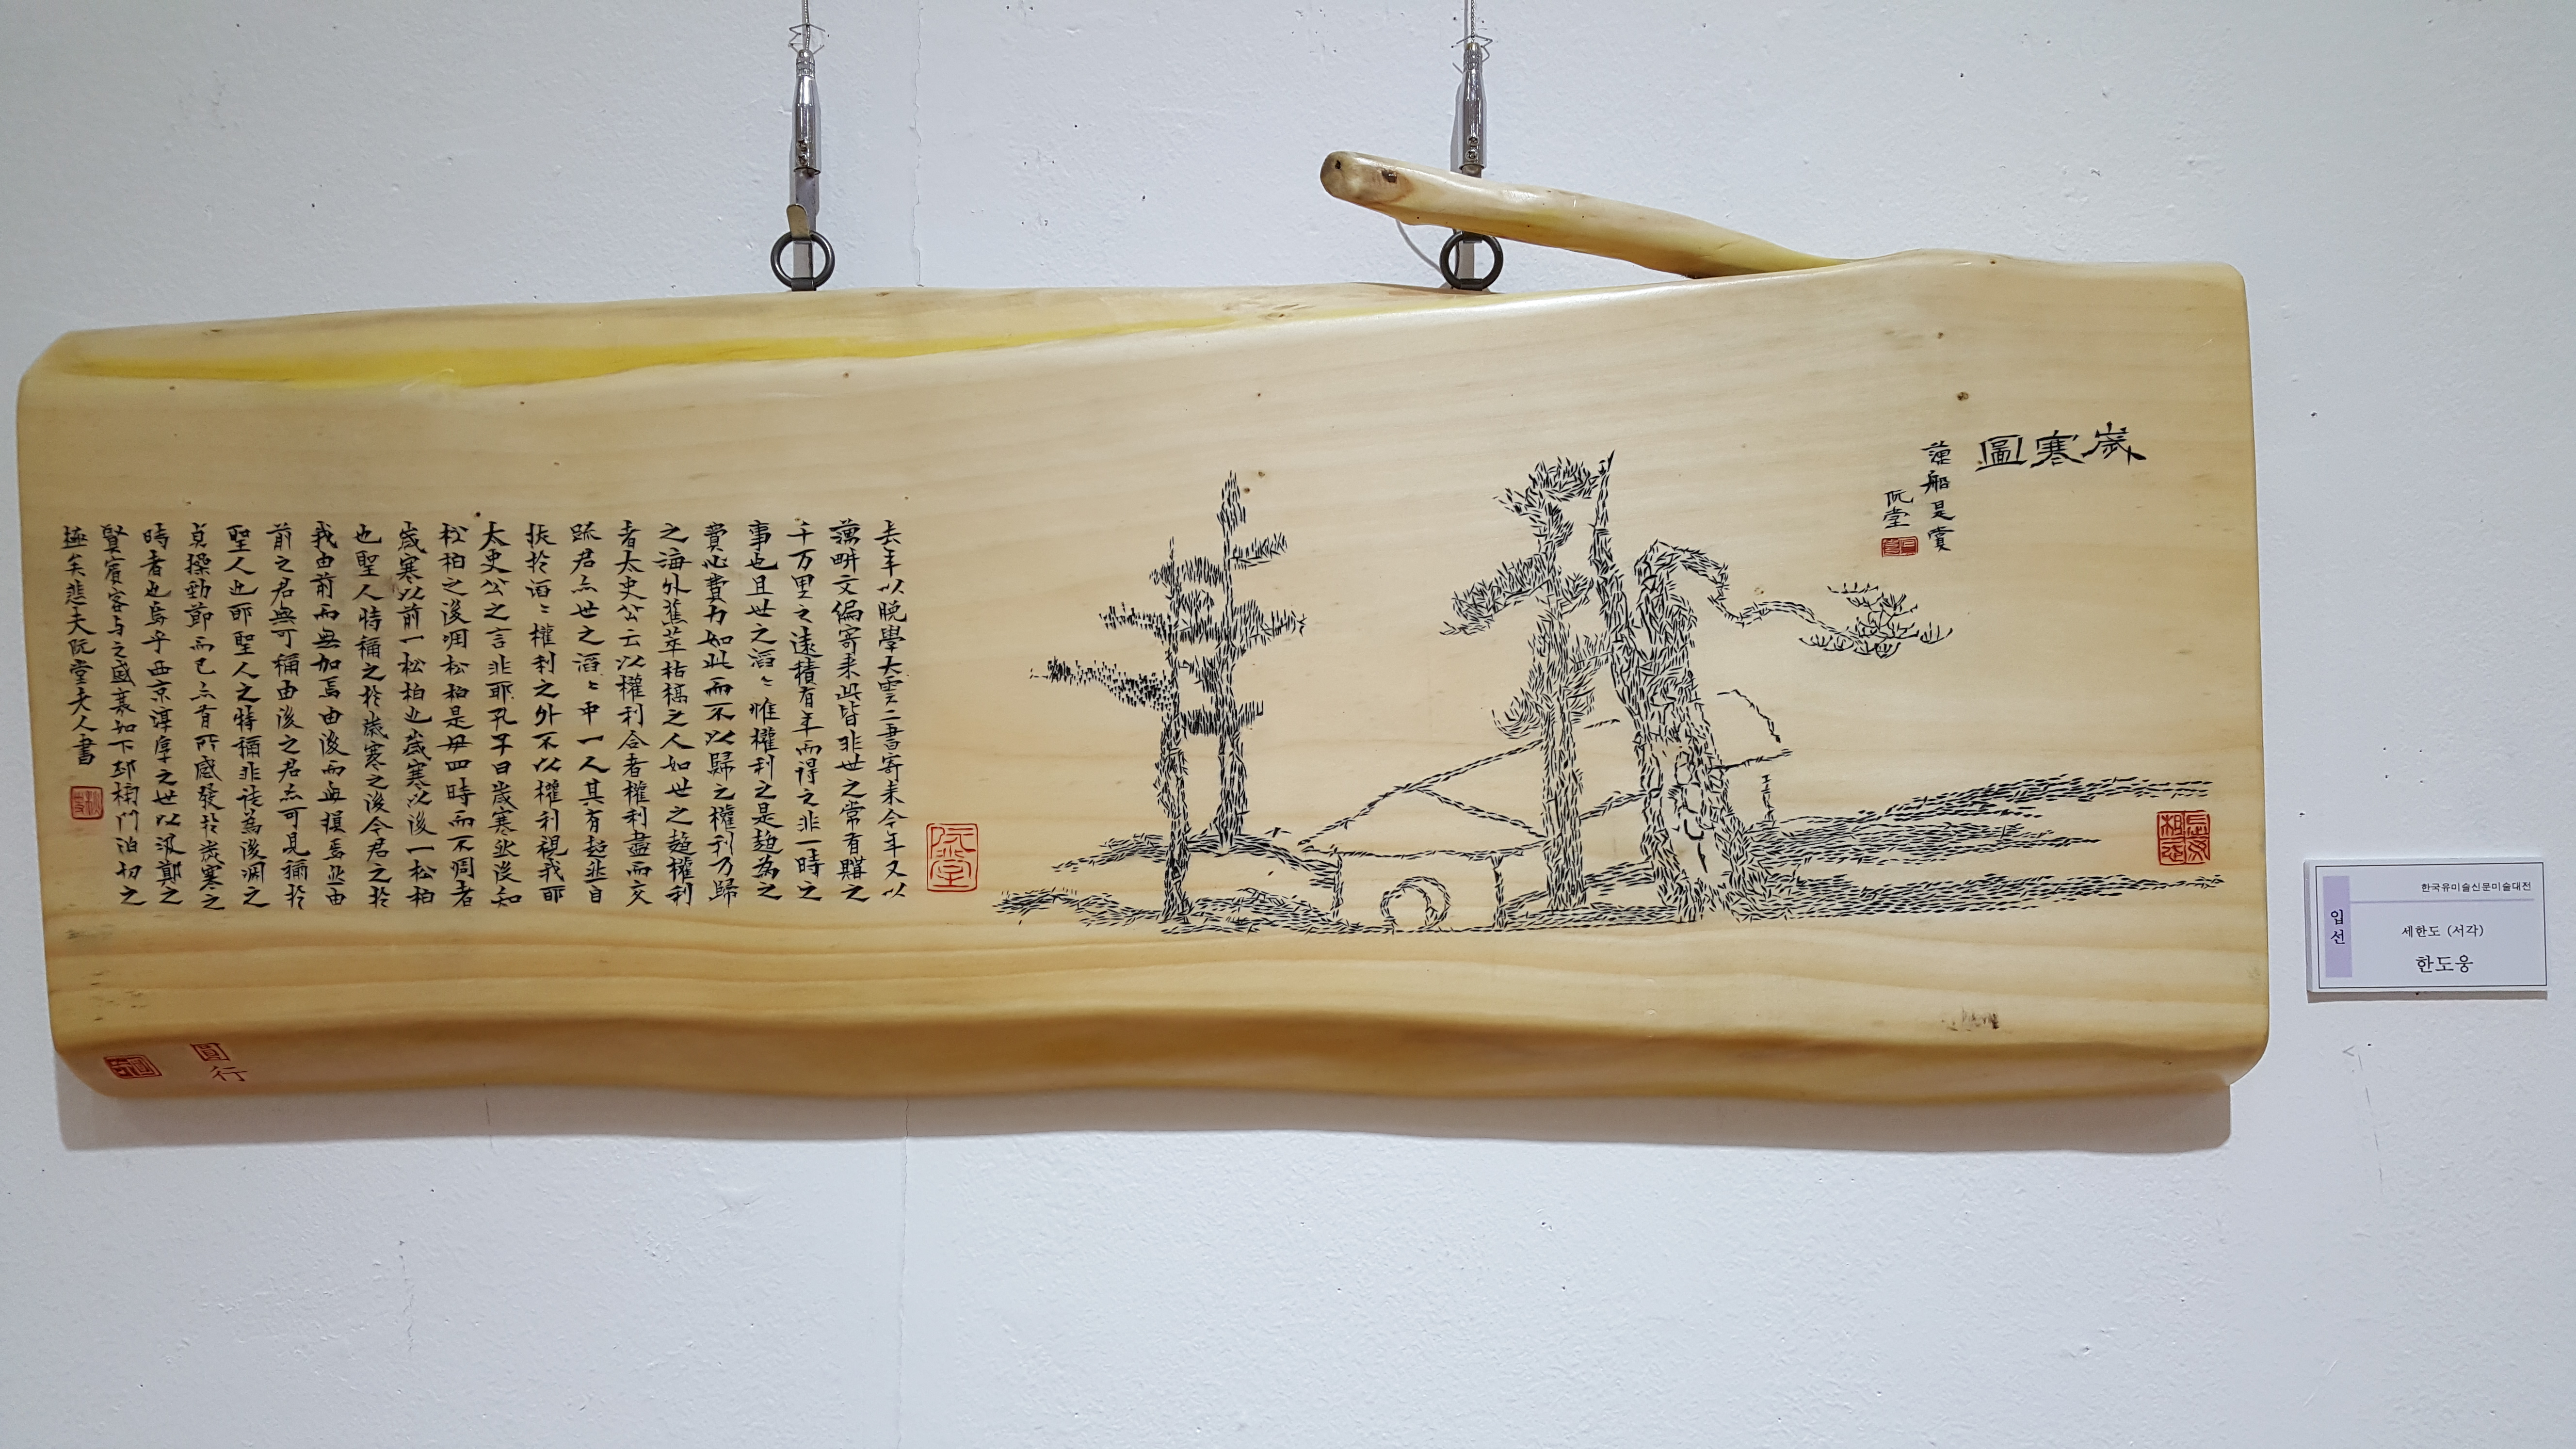 歲寒圖
藕船是賞
阮堂
長毋相忘
阮堂
去年以晚學大雲二書寄來今年又以
藕畊文編寄來此皆非世之常有購之
千万里之遠積有年而得之非一時之
事也且世之滔〻惟權利之是趨為之
費心費力如此而不以歸之權利乃歸
之海外蕉萃枯槁之人如世之趨權利
者太史公云以權利合者權利盡而交
疎君亦世之滔〻中一人其有超然自
拔於滔〻權利之外不以權利視我耶
太史公之言非耶孔子曰歲寒然後知
松柏之後凋松柏是毋四時而不凋者
歲寒以前一松柏也歲寒以後一松柏
也聖人特稱之於歲寒之後今君之於
我由前而無加焉由後而無損焉然由
前之君無可稱由後之君亦可見稱於
聖人也耶聖人之特稱非徒為後凋之
貞操勁節而已亦有所感發於歲寒之
時者也烏乎西京淳厚之世以汲鄭之
賢賓客与之盛衰如下邳榜門迫切之
極矣悲夫阮堂老人書
圓
行
한국유미술신문미술대전
입선
세한도 (서각)
한도웅